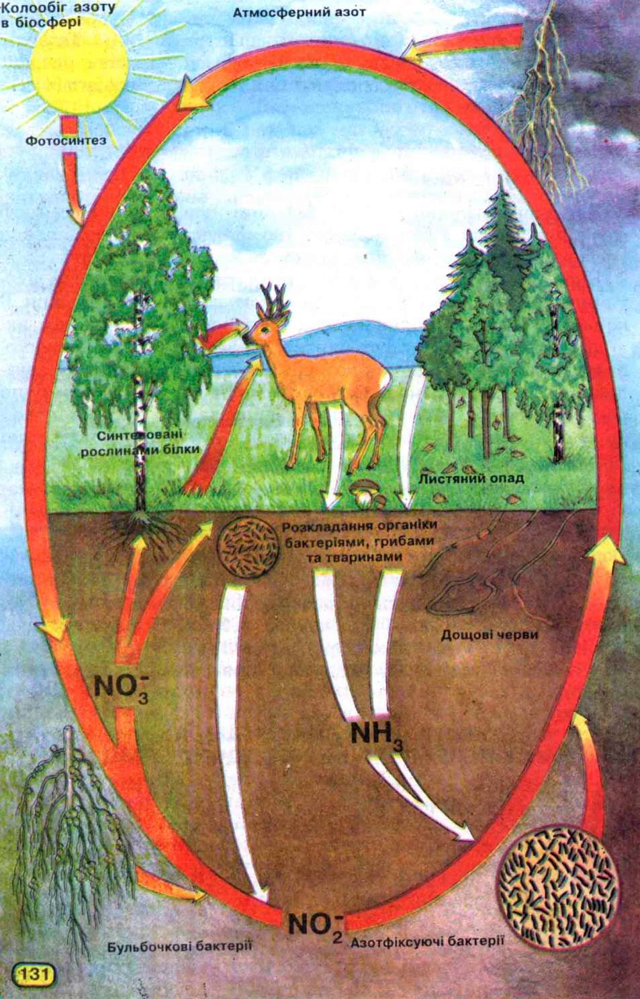 Колообіг азоту
в біосфері
Атмосферний азот
Фотосинтез
Синтезовані
рослинами білки
Листяний опад
Розкладання органіки
бактеріями, грибами
та тваринами
Дощові черви
NO₃⁻
NH₃
NO₂⁻
Бульбочкові бактерії
Азотфіксуючі бактерії
131